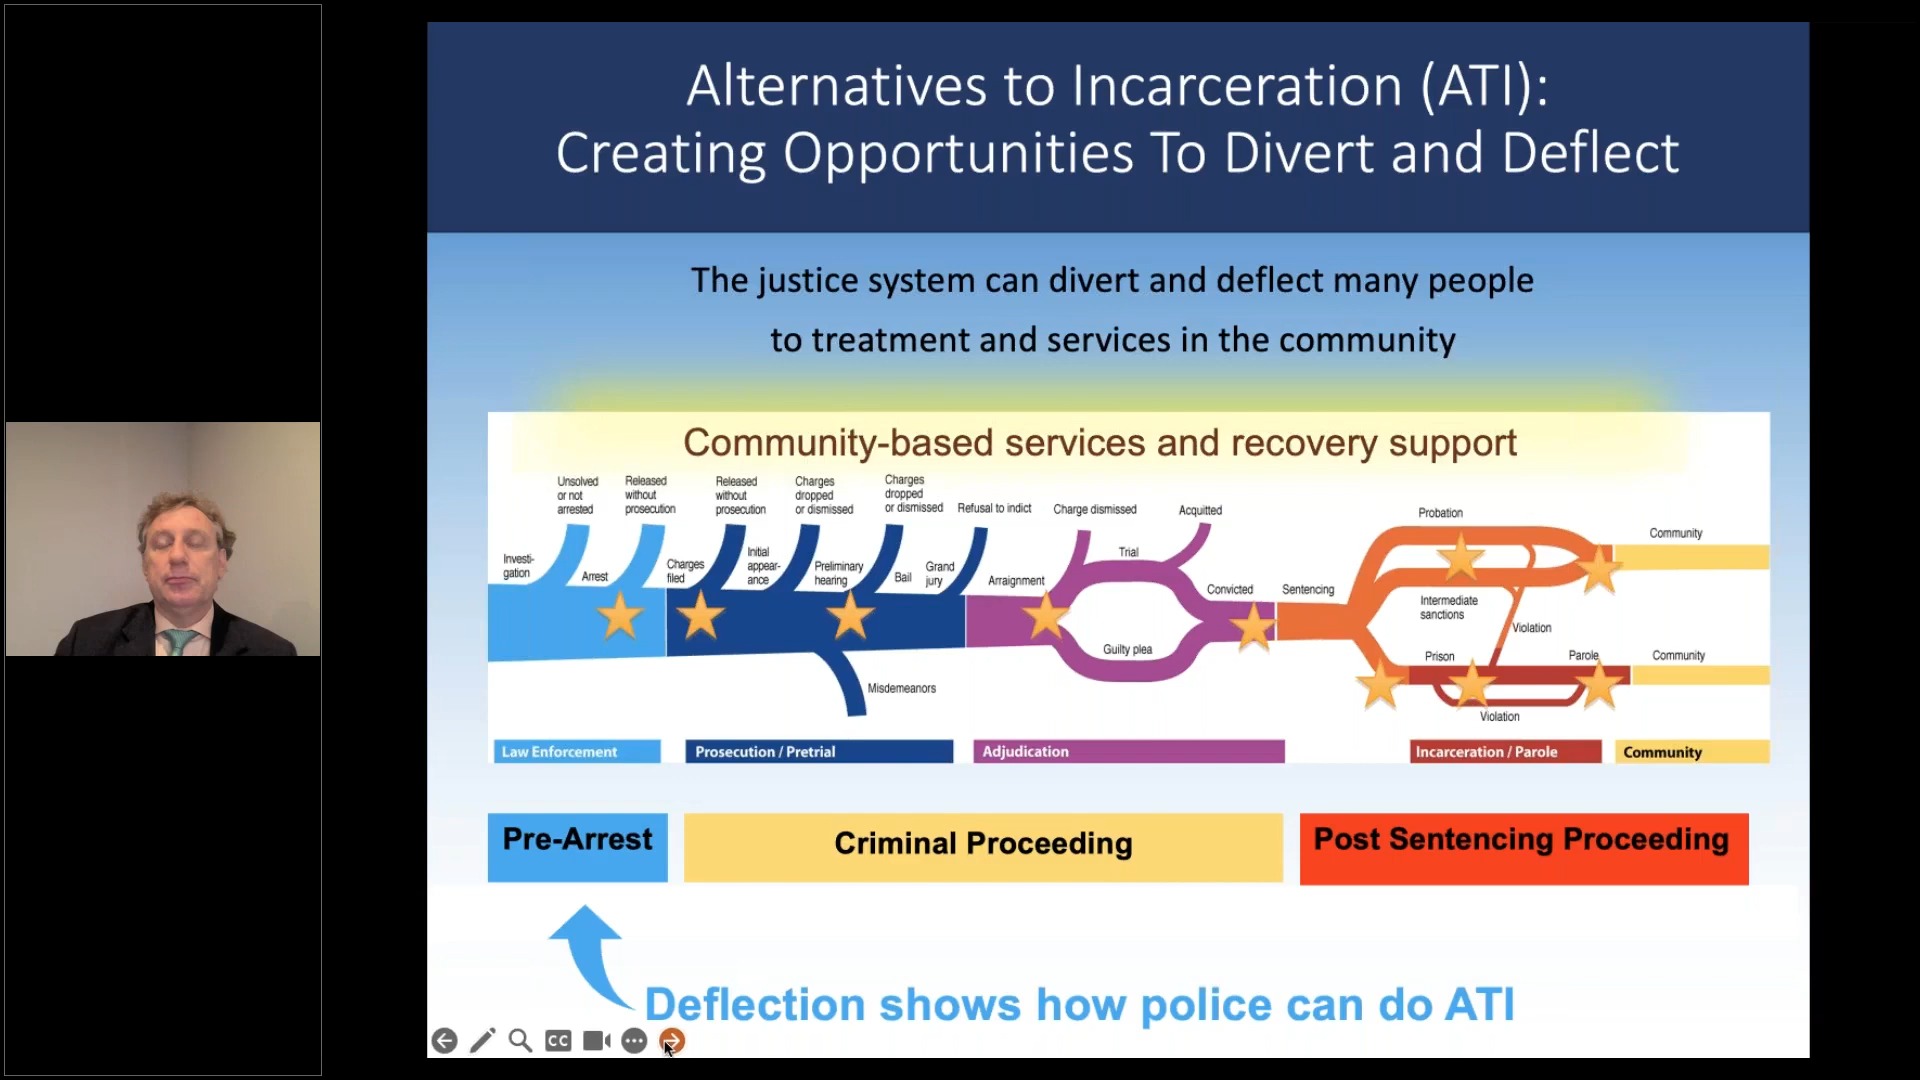 Alternatives to Incarceration (ATI):
Creating Opportunities To Divert and Deflect
The justice system can divert and deflect many people
to treatment and services in the community
Community-based services and recovery support
Unsolved
or not
arrested
Released
without
prosecution
Released
without
prosecution
Charges
dropped
or dismissed
Charges
dropped
or dismissed
Refusal to indict
Charge dismissed
Acquitted
Probation
Community
Investi-
gation
Arrest
Charges
filed
Initial
appear-
ance
Preliminary
hearing
Bail
Grand
jury
Arraignment
Trial
Convicted
Sentencing
Intermediate
sanctions
Violation
Guilty plea
Prison
Parole
Community
Misdemeanors
Violation
Law Enforcement
Prosecution / Pretrial
Adjudication
Incarceration / Parole
Community
Pre-Arrest
Criminal Proceeding
Post Sentencing Proceeding
Deflection shows how police can do ATI
CC